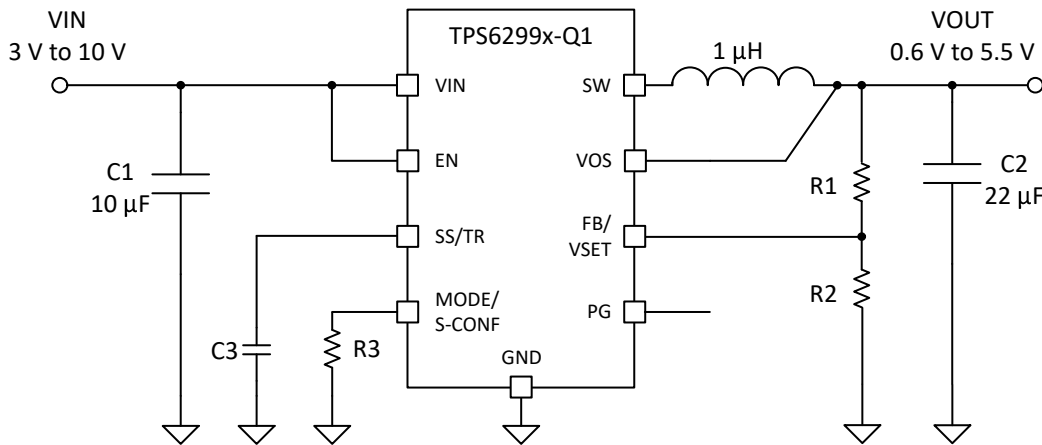 VIN
3 V to 10 V
TPS6299x-Q1
VOUT
0.6 V to 5.5 V
1 µH
VIN
SW
EN
VOS
C1
10 µF
R1
C2
22 µF
SS/TR
FB/
VSET
MODE/
S-CONF
R2
PG
C3
R3
GND